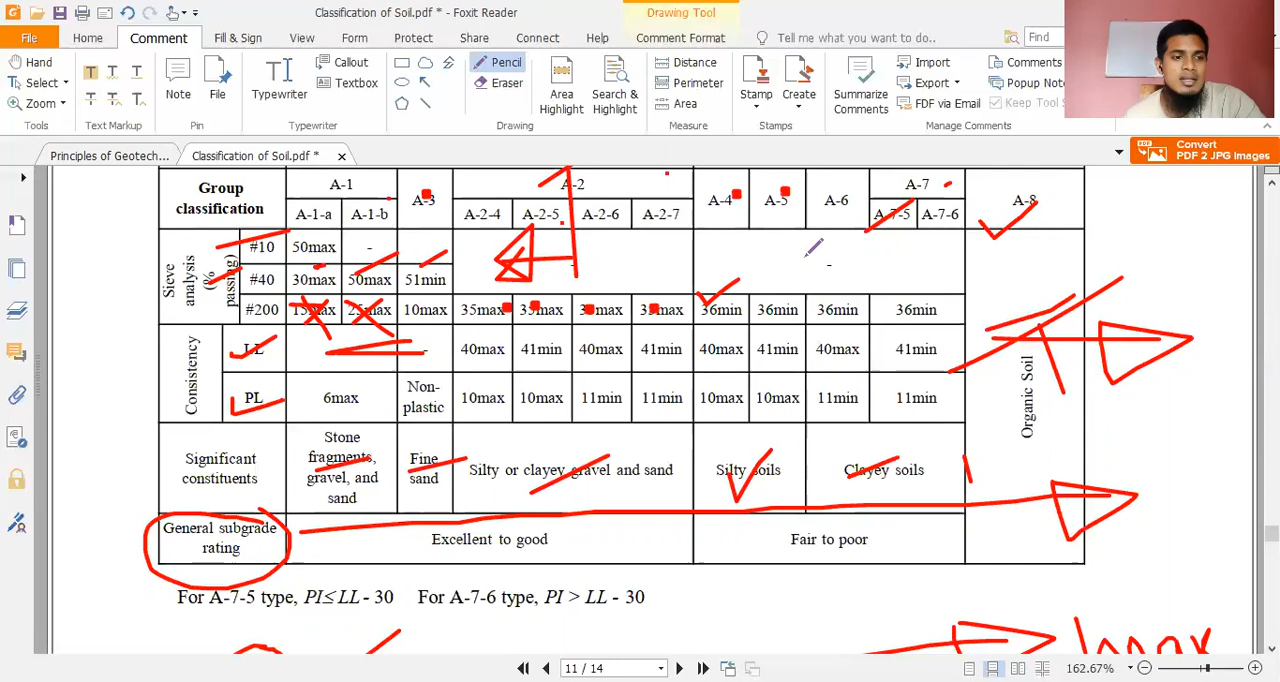 Classification of Soil.pdf * - Foxit Reader
Drawing Tool
File Home Comment Fill & Sign View Form Protect Share Connect Help Comment Format Tell me what you want to do.. Find
Hand
Select
Zoom
Tools
Text Markup
Note
File
Pin
Typewriter
Callout
Textbox
Typewriter
Pencil
Eraser
Area Highlight
Search & Highlight
Drawing
Distance
Perimeter
Area
Measure
Stamp
Create
Stamps
Summarize Comments
Import
Export
FDF via Email
Comments
Popup Note
Keep Tool S
Manage Comments
Principles of Geotech... Classification of Soil.pdf * x
Convert
PDF 2 JPG Images
Group classification A-1 A-3 A-2 A-4 A-5 A-6 A-7 A-8
A-1-a A-1-b A-2-4 A-2-5 A-2-6 A-2-7 A-7-5 A-7-6
Sieve analysis (% passing)
#10 50max - - -
#40 30max 50max 51min
#200 15max 25max 10max 35max 35max 35max 35max 36min 36min 36min 36min
Consistency
LL - 40max 41min 40max 41min 40max 41min 40max 41min
PL 6max Non-plastic 10max 10max 11min 11min 10max 10max 11min 11min
Organic Soil
Significant constituents
Stone fragments, gravel, and sand
Fine sand
Silty or clayey gravel and sand
Silty soils
Clayey soils
General subgrade rating
Excellent to good
Fair to poor
For A-7-5 type, PI≤ LL - 30 For A-7-6 type, PI > LL - 30
11 / 14
162.67%